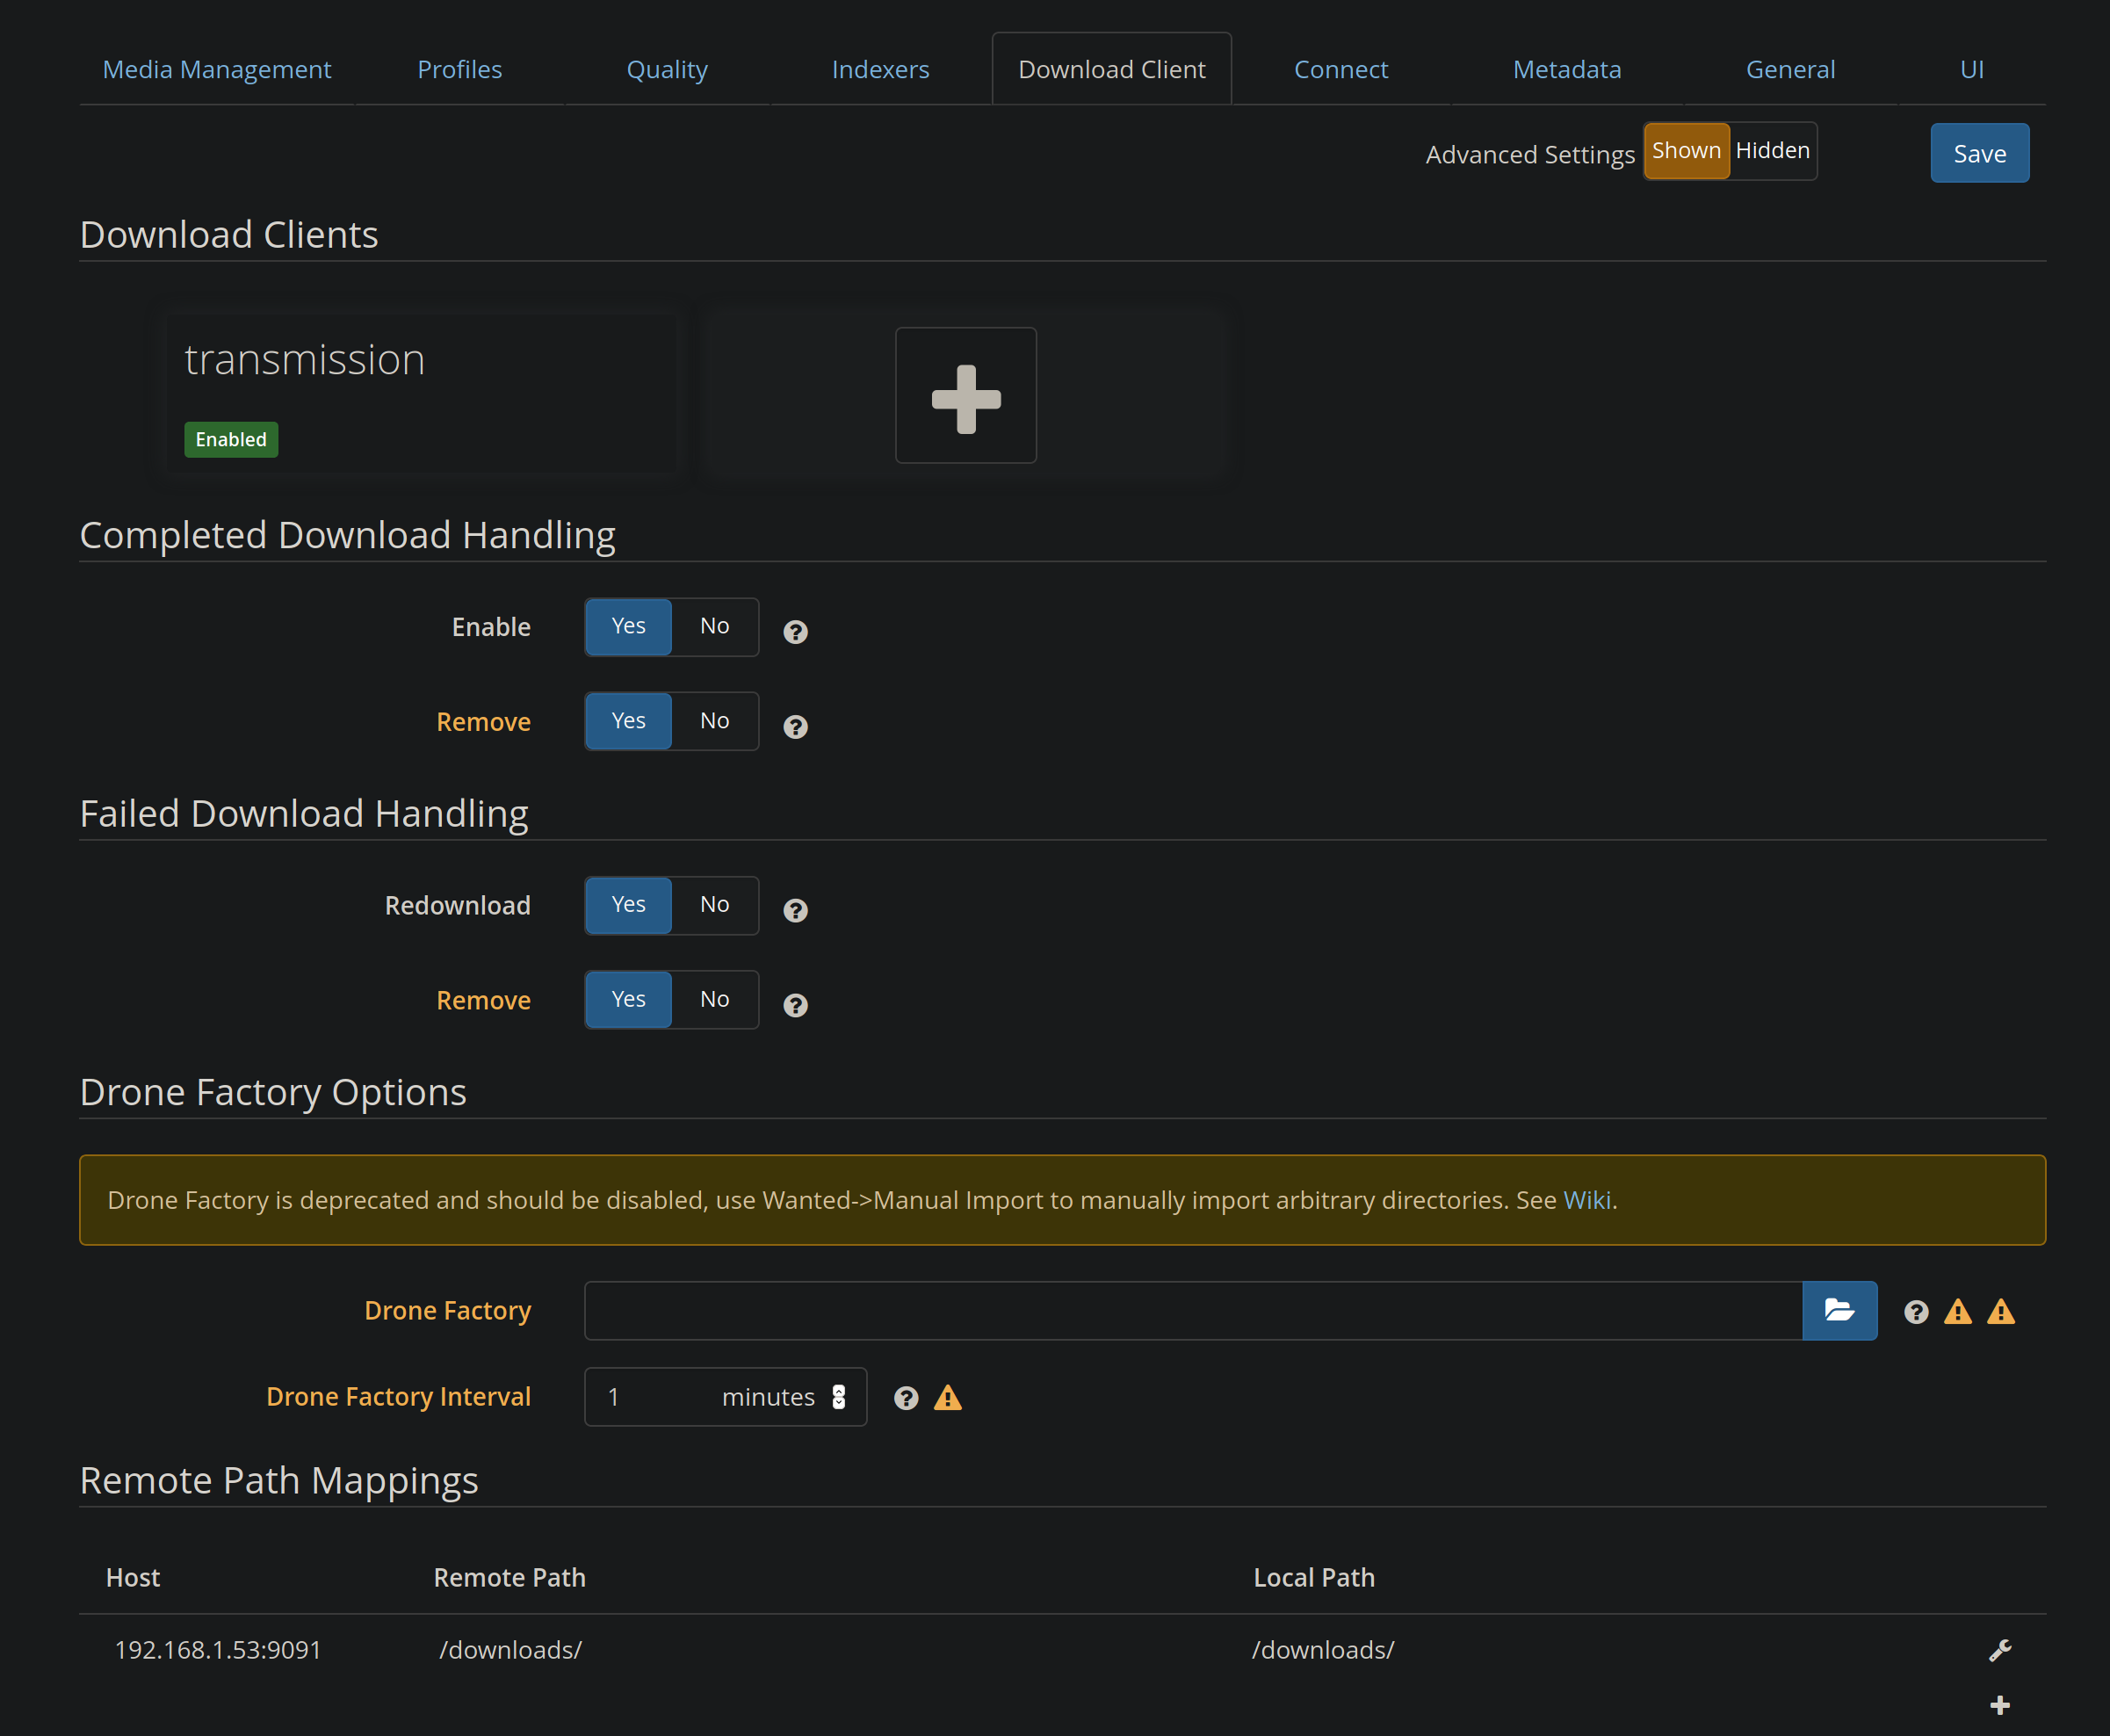 Media Management Profiles Quality Indexers Download Client Connect Metadata General UI
Advanced Settings Shown Hidden Save
Download Clients
transmission
Enabled
Completed Download Handling
Enable Yes No
Remove Yes No
Failed Download Handling
Redownload Yes No
Remove Yes No
Drone Factory Options
Drone Factory is deprecated and should be disabled, use Wanted->Manual Import to manually import arbitrary directories. See Wiki.
Drone Factory
Drone Factory Interval 1 minutes
Remote Path Mappings
Host Remote Path Local Path
192.168.1.53:9091 /downloads/ /downloads/